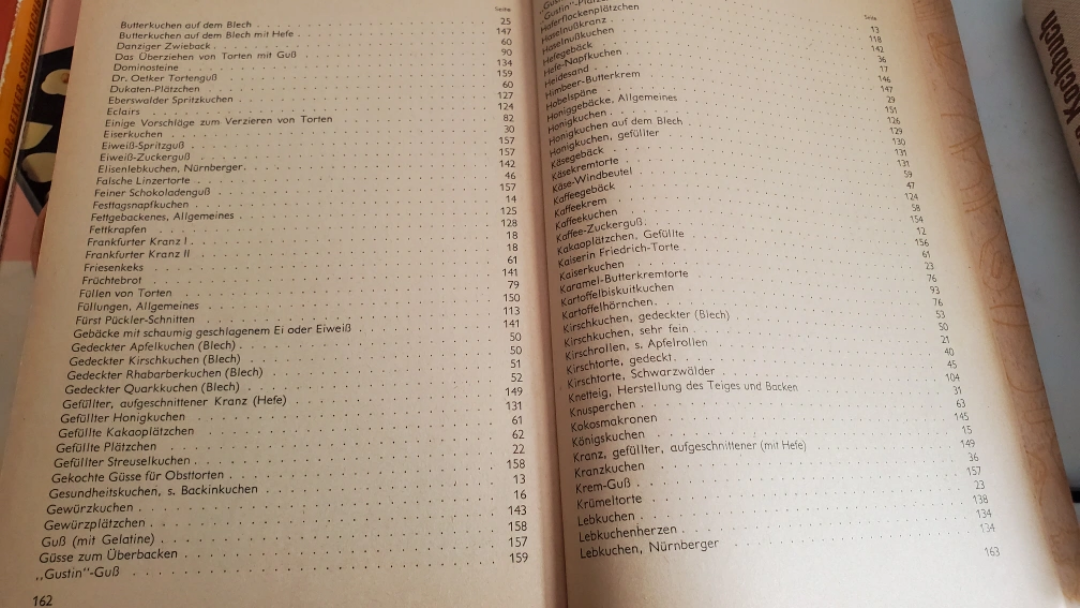 Seite
Butterkuchen auf dem Blech 25
Butterkuchen auf dem Blech mit Hefe 147
Danziger Zwieback 60
Das Überziehen von Torten mit Guß 90
Dominosteine 134
Dr. Oetker Tortenguß 159
Dukaten-Plätzchen 60
Eberswalder Spritzkuchen 127
Eclairs 124
Einige Vorschläge zum Verzieren von Torten 82
Eiserkuchen 30
Eiweiß-Spritzguß 157
Eiweiß-Zuckerguß 157
Elisenlebkuchen, Nürnberger 142
Falsche Linzertorte 46
Feiner Schokoladenguß 157
Festtagsnapfkuchen 14
Fettgebackenes, Allgemeines 125
Fettkrapfen 128
Frankfurter Kranz I 18
Frankfurter Kranz II 18
Friesenkeks 61
Früchtebrot 141
Füllen von Torten 79
Füllungen, Allgemeines 150
Fürst Pückler-Schnitten 113
Gebäcke mit schaumig geschlagenem Ei oder Eiweiß 141
Gedeckter Apfelkuchen (Blech) 50
Gedeckter Kirschkuchen (Blech) 50
Gedeckter Rhabarberkuchen (Blech) 51
Gedeckter Quarkkuchen (Blech) 52
Gefüllter, aufgeschnittener Kranz (Hefe) 149
Gefüllter Honigkuchen 131
Gefüllte Kakaoplätzchen 61
Gefüllte Plätzchen 62
Gefüllter Streuselkuchen 22
Gekochte Güsse für Obsttorten 158
Gesundheitskuchen, s. Backinkuchen 13
Gewürzkuchen 16
Gewürzplätzchen 143
Guß (mit Gelatine) 158
Güsse zum Überbacken 157
„Gustin"-Guß 159
162
Seite
13
118
Haferflockenplätzchen 142
Haselnußkranz 36
Haselnußkuchen 17
Hefegebäck 146
Hefe-Napfkuchen 147
Heidesand 29
Himbeer-Butterkrem 151
Hobelspäne 126
Honiggebäcke, Allgemeines 129
Honigkuchen 130
Honigkuchen auf dem Blech 131
Honigkuchen, gefüllter 131
Käsegebäck 59
Käsekremtorte 47
Käse-Windbeutel 124
Kaffeegebäck 58
Kaffeekrem 154
Kaffeekuchen 12
Kaffee-Zuckerguß 156
Kakaoplätzchen, Gefüllte 61
Kaiserin Friedrich-Torte 23
Kaiserkuchen 76
Karamel-Butterkremtorte 93
Kartoffelbiskuitkuchen 76
Kartoffelhörnchen 53
Kirschkuchen, gedeckter (Blech) 50
Kirschkuchen, sehr fein 21
Kirschrollen, s. Apfelrollen 40
Kirschtorte, gedeckt 45
Kirschtorte, Schwarzwälder 104
Knetteig, Herstellung des Teiges und Backen 31
Knusperchen 63
Kokosmakronen 145
Königskuchen 15
Kranz, gefüllter, aufgeschnittener (mit Hefe) 149
Kranzkuchen 36
Krem-Guß 157
Krümeltorte 23
Lebkuchen 138
Lebkuchenherzen 134
Lebkuchen, Nürnberger 134
163